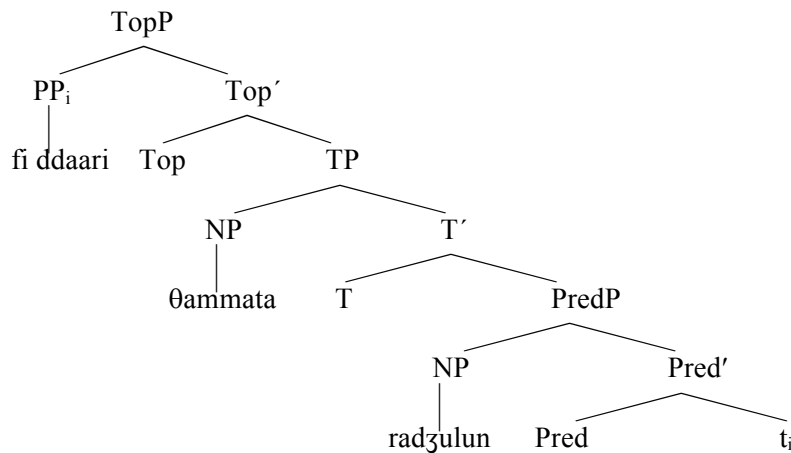 TopP
PPᵢ Top´
fi ddaari Top TP
NP T´
θammata T PredP
NP Pred′
radʒulun Pred tᵢ